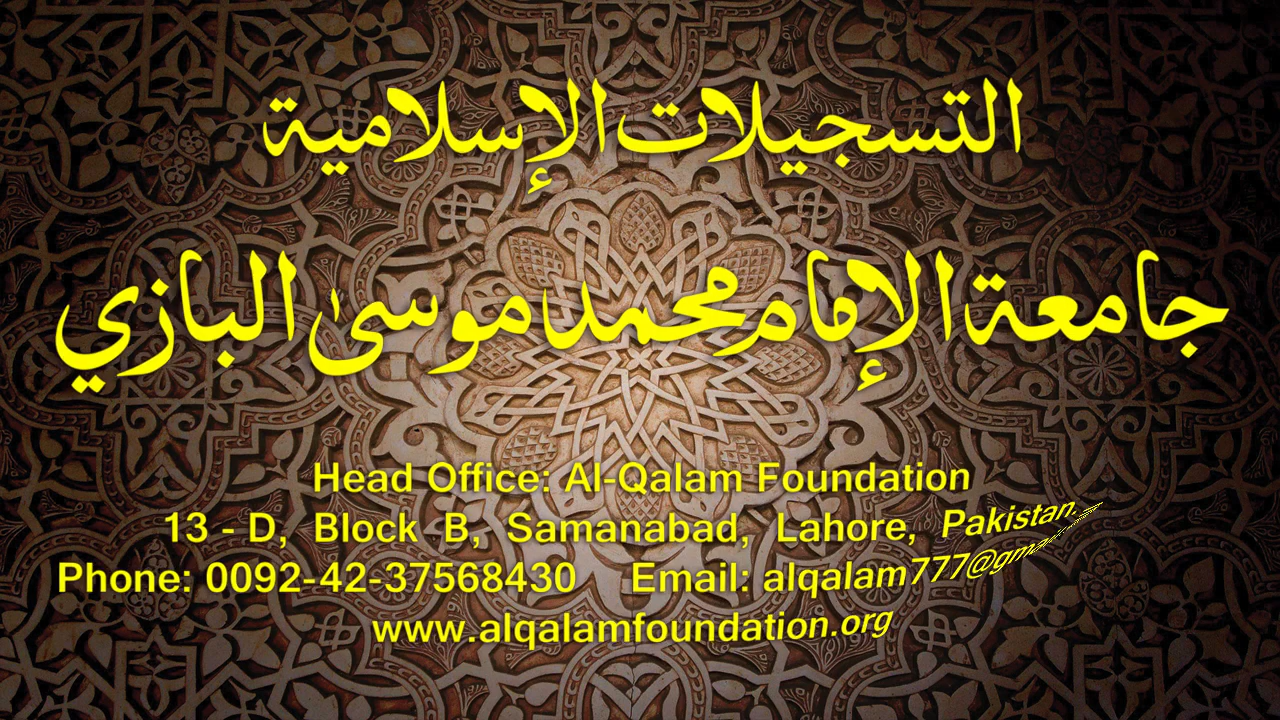 التسجيلات الإسلامية
جامعة الإمام محمد موسىٰ البازي
Head Office: Al-Qalam Foundation
13 - D, Block B, Samanabad, Lahore, Pakistan.
Phone: 0092-42-37568430 Email: alqalam777@gma
www.alqalamfoundation.org